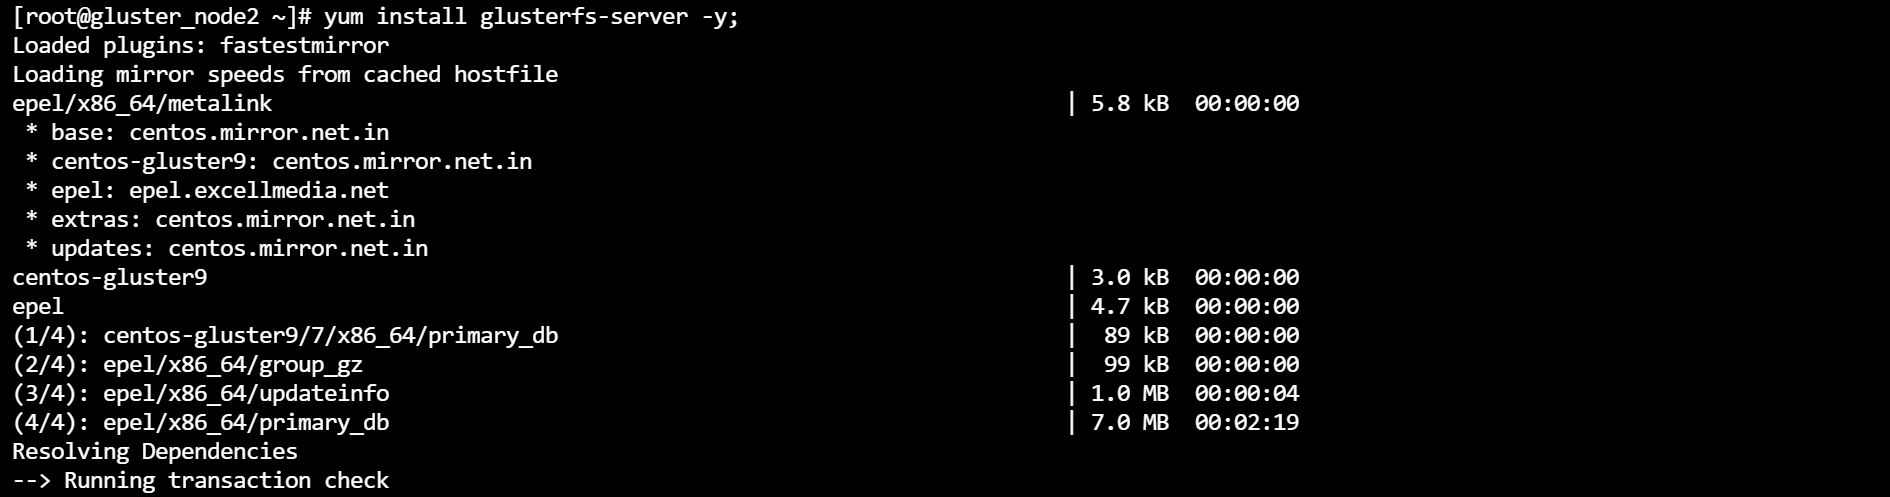 [root@gluster_node2 ~]# yum install glusterfs-server -y;
Loaded plugins: fastestmirror
Loading mirror speeds from cached hostfile
epel/x86_64/metalink | 5.8 kB 00:00:00
* base: centos.mirror.net.in
* centos-gluster9: centos.mirror.net.in
* epel: epel.excellmedia.net
* extras: centos.mirror.net.in
* updates: centos.mirror.net.in
centos-gluster9 | 3.0 kB 00:00:00
epel | 4.7 kB 00:00:00
(1/4): centos-gluster9/7/x86_64/primary_db | 89 kB 00:00:00
(2/4): epel/x86_64/group_gz | 99 kB 00:00:00
(3/4): epel/x86_64/updateinfo | 1.0 MB 00:00:04
(4/4): epel/x86_64/primary_db | 7.0 MB 00:02:19
Resolving Dependencies
--> Running transaction check